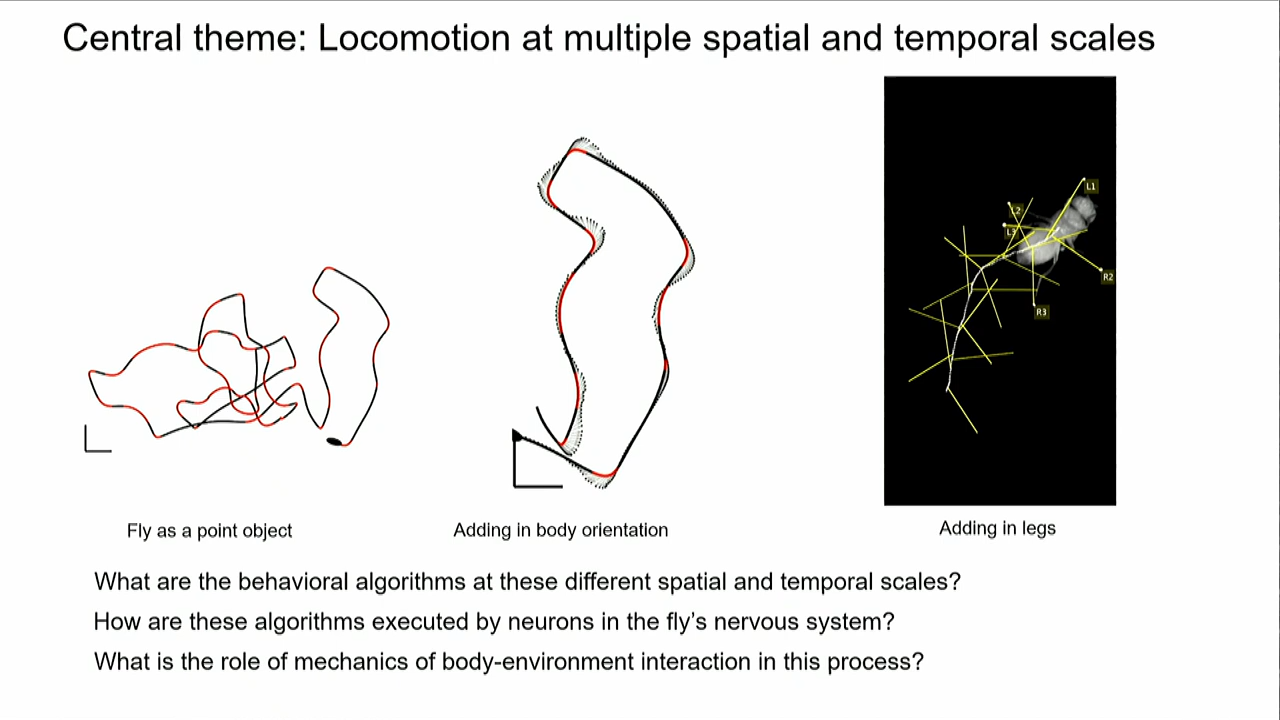 Central theme: Locomotion at multiple spatial and temporal scales
L1
L2
L3
R2
R3
Fly as a point object
Adding in body orientation
Adding in legs
What are the behavioral algorithms at these different spatial and temporal scales?
How are these algorithms executed by neurons in the fly's nervous system?
What is the role of mechanics of body-environment interaction in this process?